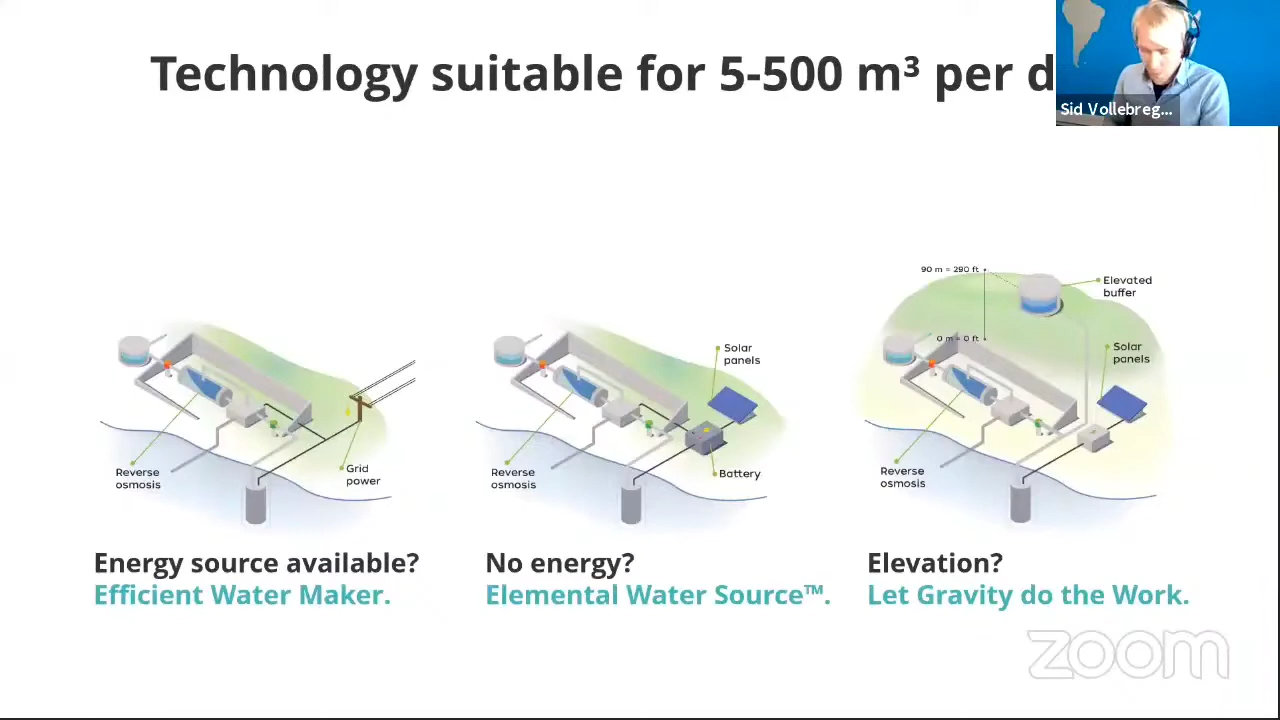 Technology suitable for 5-500 m³ per d
Sid Vollebreg...
90 m = 290 ft
Elevated
buffer
0 m = 0 ft
Solar
panels
Solar
panels
Reverse
osmosis
Grid
power
Reverse
osmosis
Battery
Reverse
osmosis
Energy source available?
Efficient Water Maker.
No energy?
Elemental Water Source™.
Elevation?
Let Gravity do the Work.
zoom